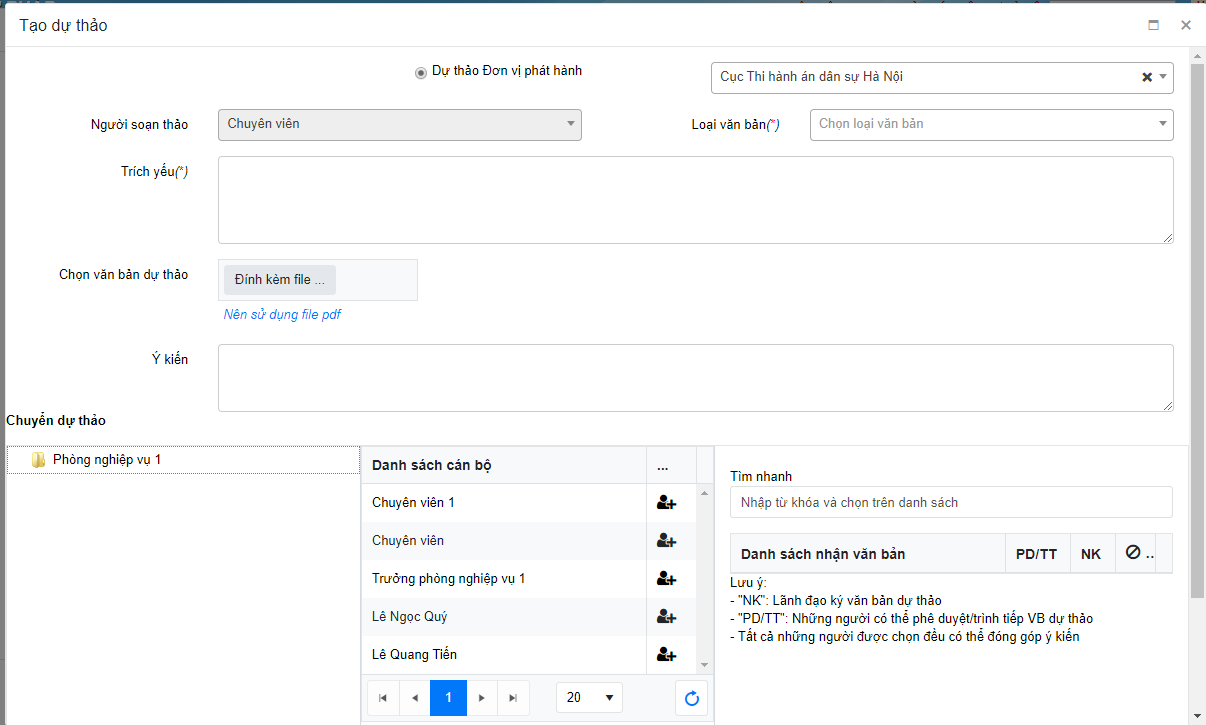 Tạo dự thảo
Dự thảo Đơn vị phát hành
Cục Thi hành án dân sự Hà Nội
Người soạn thảo
Chuyên viên
Loại văn bản(*)
Chọn loại văn bản
Trích yếu(*)
Chọn văn bản dự thảo
Đính kèm file ...
Nên sử dụng file pdf
Ý kiến
Chuyển dự thảo
Phòng nghiệp vụ 1
Danh sách cán bộ
...
Chuyên viên 1
Chuyên viên
Trưởng phòng nghiệp vụ 1
Lê Ngọc Quý
Lê Quang Tiến
1
20
Tìm nhanh
Nhập từ khóa và chọn trên danh sách
Danh sách nhận văn bản
PD/TT
NK
..
Lưu ý:
- "NK": Lãnh đạo ký văn bản dự thảo
- "PD/TT": Những người có thể phê duyệt/trình tiếp VB dự thảo
- Tất cả những người được chọn đều có thể đóng góp ý kiến